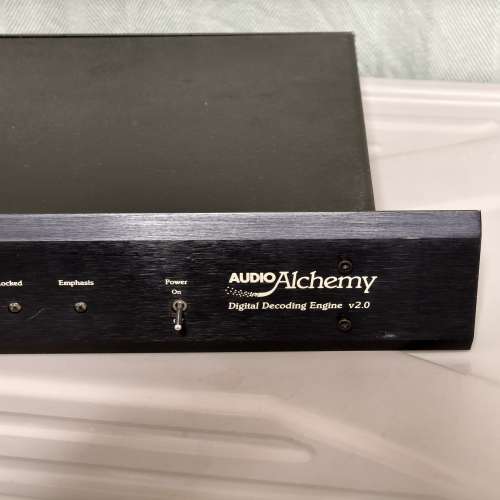 Locked
Emphasis
Power
On
AUDIO Alchemy
Digital Decoding Engine v2.0